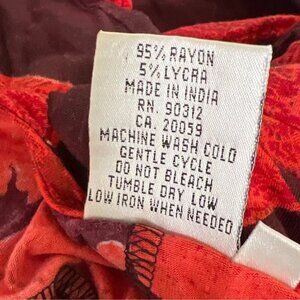 95% RAYON
5% LYCRA
MADE IN INDIA
RN. 90312
CA. 20059
MACHINE WASH COLD
GENTLE CYCLE
DO NOT BLEACH
TUMBLE DRY LOW
LOW IRON WHEN NEEDED